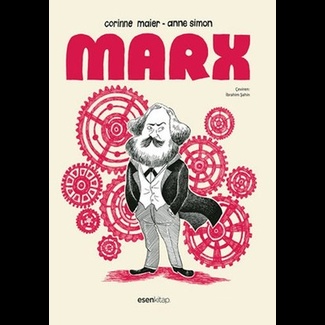 corinne maier - anne simon
MARX
Çeviren:
İbrahim Şahin
esenkitap